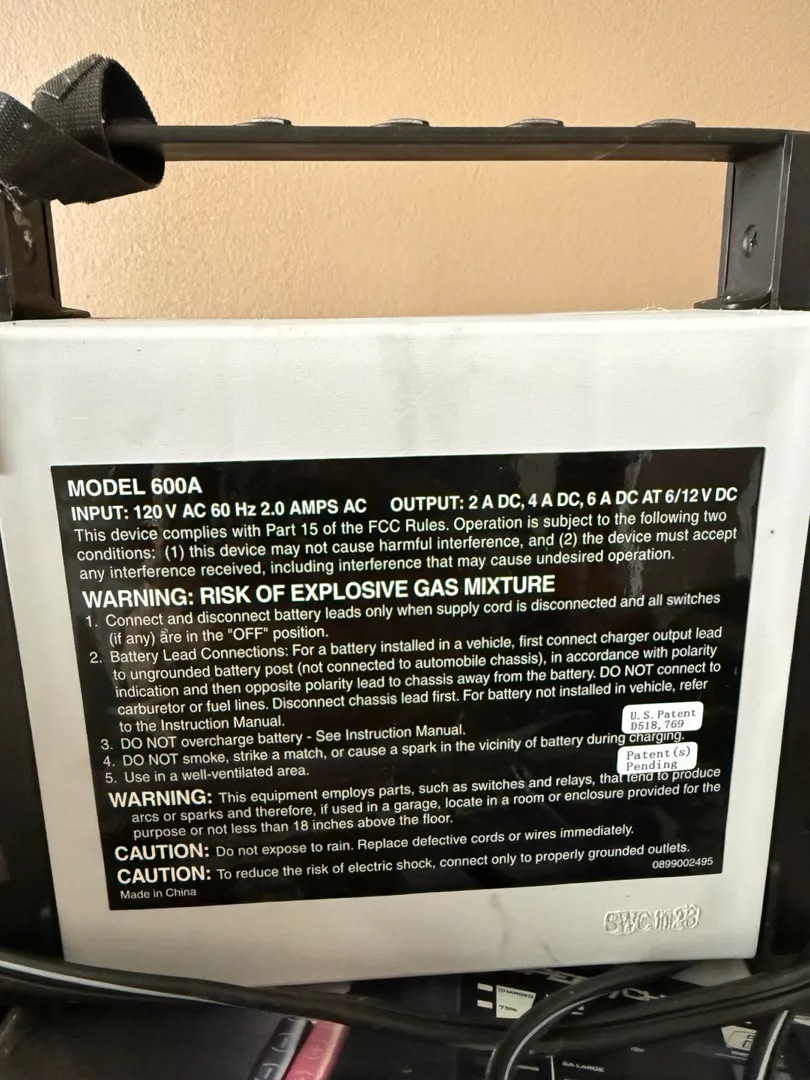 MODEL 600A
INPUT: 120 V AC 60 Hz 2.0 AMPS AC OUTPUT: 2 A DC, 4 A DC, 6 A DC AT 6/12 V DC
This device complies with Part 15 of the FCC Rules. Operation is subject to the following two
conditions: (1) this device may not cause harmful interference, and (2) the device must accept
any interference received, including interference that may cause undesired operation.
WARNING: RISK OF EXPLOSIVE GAS MIXTURE
1. Connect and disconnect battery leads only when supply cord is disconnected and all switches
(if any) are in the "OFF" position.
2. Battery Lead Connections: For a battery installed in a vehicle, first connect charger output lead
to ungrounded battery post (not connected to automobile chassis), in accordance with polarity
indication and then opposite polarity lead to chassis away from the battery. DO NOT connect to
carburetor or fuel lines. Disconnect chassis lead first. For battery not installed in vehicle, refer
to the Instruction Manual.
3. DO NOT overcharge battery - See Instruction Manual.
4. DO NOT smoke, strike a match, or cause a spark in the vicinity of battery during charging.
5. Use in a well-ventilated area.
U.S. Patent
D518,769
Patent(s)
Pending
WARNING: This equipment employs parts, such as switches and relays, that tend to produce
arcs or sparks and therefore, if used in a garage, locate in a room or enclosure provided for the
purpose or not less than 18 inches above the floor.
CAUTION: Do not expose to rain. Replace defective cords or wires immediately.
CAUTION: To reduce the risk of electric shock, connect only to properly grounded outlets.
Made in China
0899002495
CHARGED
75%